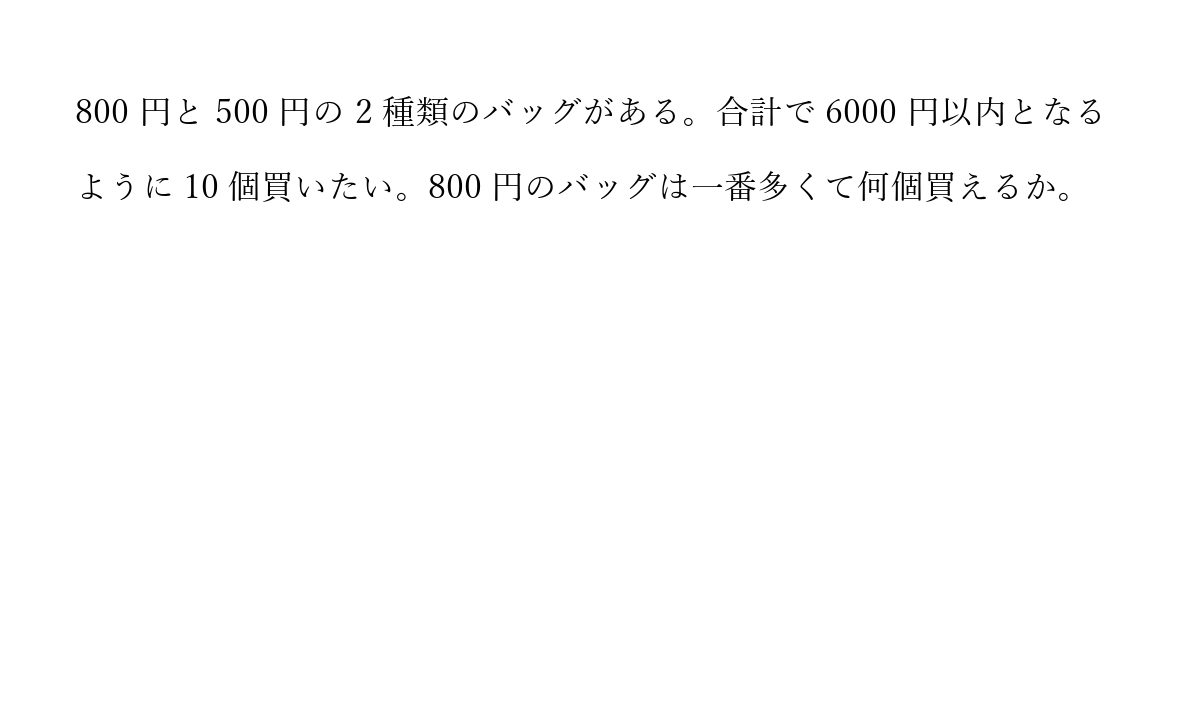 800 円と 500 円の 2 種類のバッグがある。合計で 6000 円以内となる
ように 10 個買いたい。800 円のバッグは一番多くて何個買えるか。